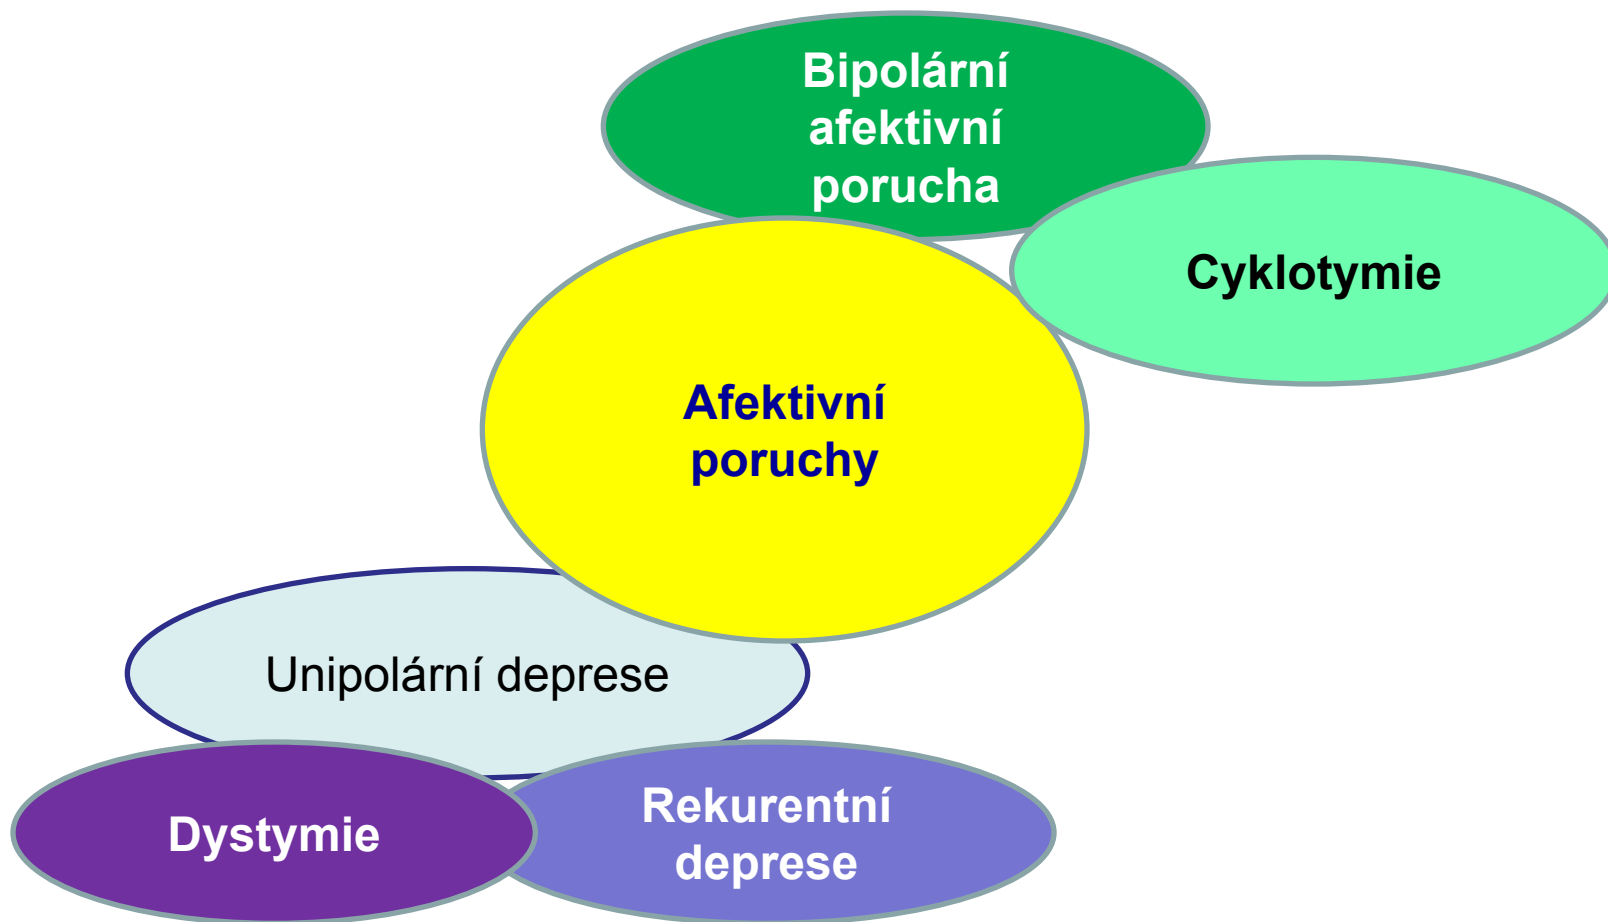 Bipolární
afektivní
porucha
Cyklotymie
Afektivní
poruchy
Unipolární deprese
Dystymie
Rekurentní
deprese